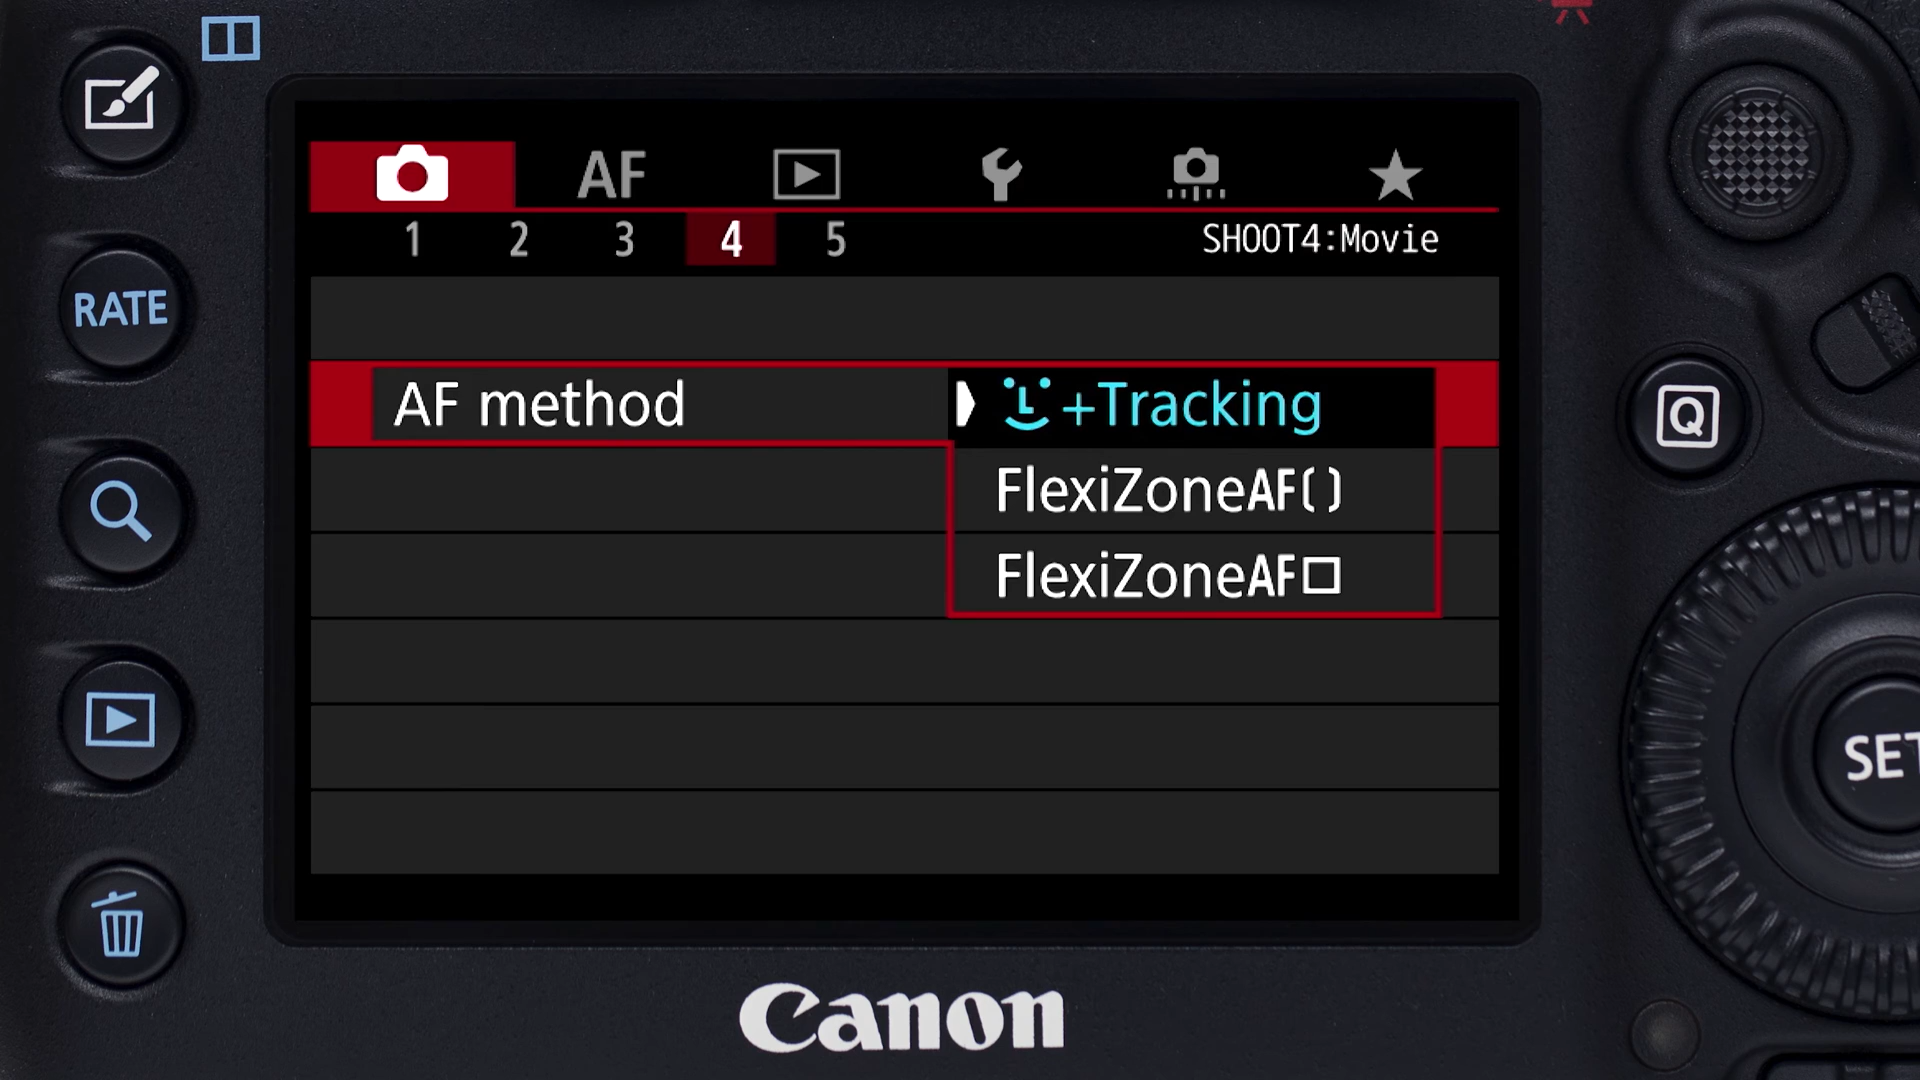 AF
1 2 3 4 5 SHOOT4:Movie
RATE
AF method +Tracking
Q
FlexiZoneAF()
FlexiZoneAF□
SET
Canon